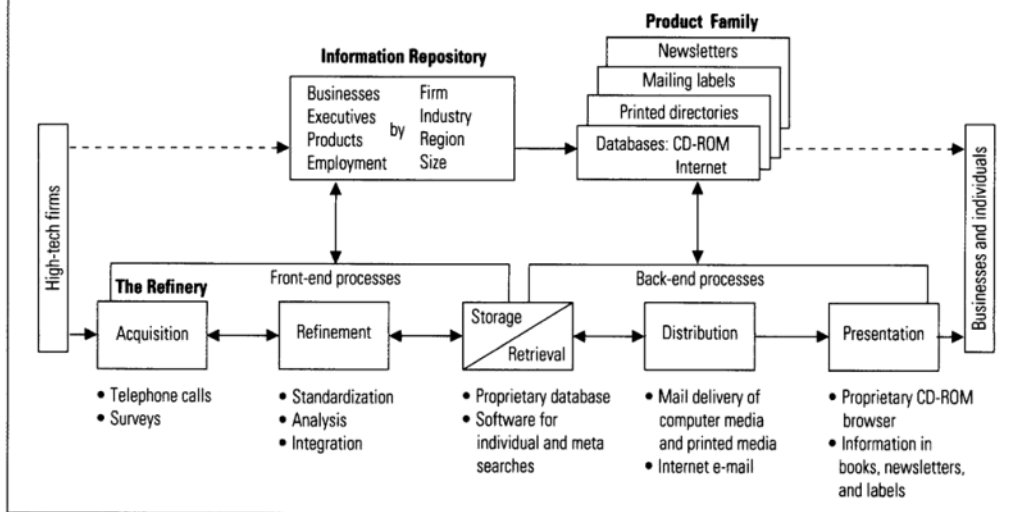 Product Family
Newsletters
Mailing labels
Printed directories
Databases: CD-ROM
Internet
Information Repository
Businesses
Executives
Products
Employment
by
Firm
Industry
Region
Size
High-tech firms
Businesses and individuals
Front-end processes
Back-end processes
The Refinery
Acquisition
• Telephone calls
• Surveys
Refinement
• Standardization
• Analysis
• Integration
Storage
Retrieval
• Proprietary database
• Software for
individual and meta
searches
Distribution
• Mail delivery of
computer media
and printed media
• Internet e-mail
Presentation
• Proprietary CD-ROM
browser
• Information in
books, newsletters,
and labels